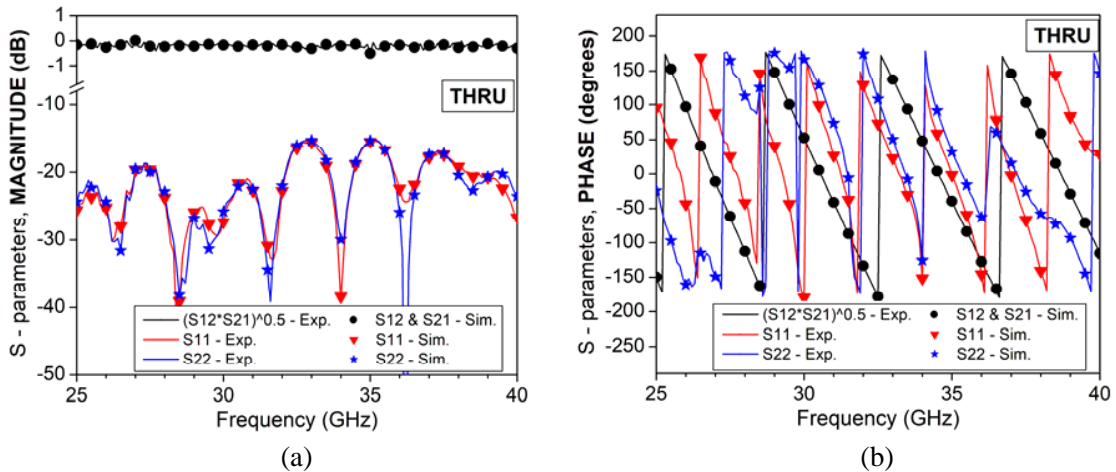 S - parameters, MAGNITUDE (dB)
1
0
-1
-10
-20
-30
-40
-50
THRU
(S12*S21)^0.5 - Exp.
S12 & S21 - Sim.
S11 - Exp.
S11 - Sim.
S22 - Exp.
S22 - Sim.
25
30
35
40
Frequency (GHz)
(a)
S - parameters, PHASE (degrees)
200
150
100
50
0
-50
-100
-150
-200
-250
THRU
(S12*S21)^0.5 - Exp.
S12 & S21 - Sim.
S11 - Exp.
S11 - Sim.
S22 - Exp.
S22 - Sim.
25
30
35
40
Frequency (GHz)
(b)